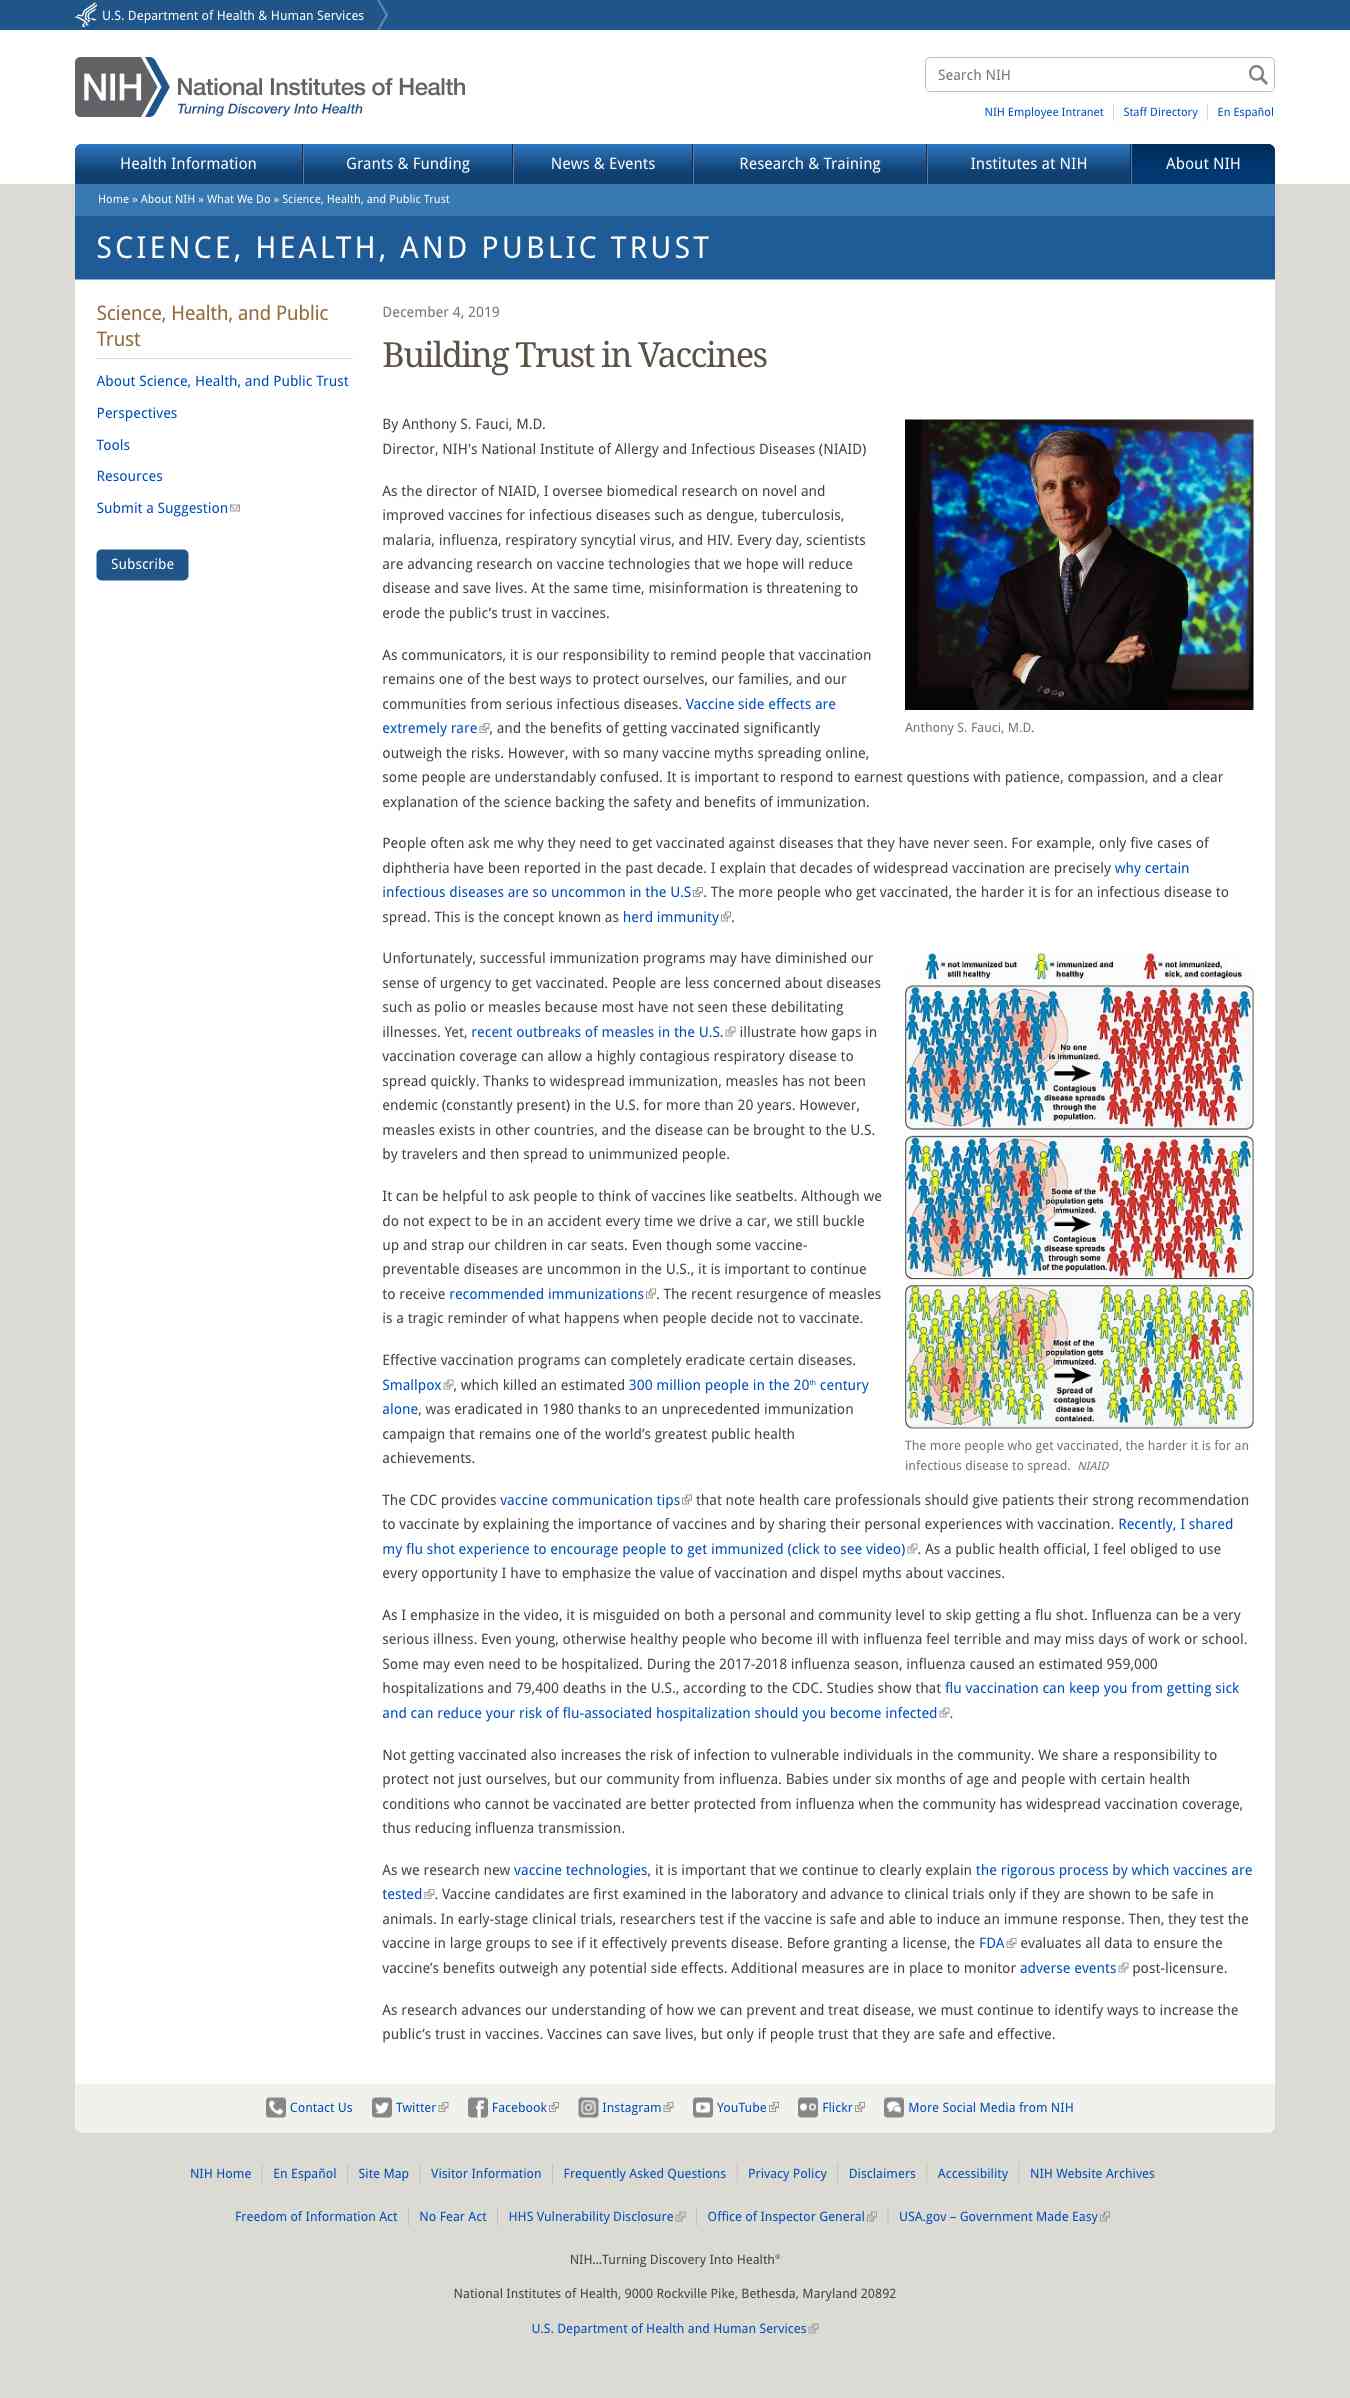 U.S. Department of Health & Human Services
NIH
National Institutes of Health
Turning Discovery Into Health
Search NIH
NIH Employee Intranet
Staff Directory
En Español
Health Information
Grants & Funding
News & Events
Research & Training
Institutes at NIH
About NIH
Home » About NIH » What We Do » Science, Health, and Public Trust
SCIENCE, HEALTH, AND PUBLIC TRUST
Science, Health, and Public
Trust
About Science, Health, and Public Trust
Perspectives
Tools
Resources
Submit a Suggestion
Subscribe
December 4, 2019
Building Trust in Vaccines
By Anthony S. Fauci, M.D.
Director, NIH's National Institute of Allergy and Infectious Diseases (NIAID)
As the director of NIAID, I oversee biomedical research on novel and
improved vaccines for infectious diseases such as dengue, tuberculosis,
malaria, influenza, respiratory syncytial virus, and HIV. Every day, scientists
are advancing research on vaccine technologies that we hope will reduce
disease and save lives. At the same time, misinformation is threatening to
erode the public's trust in vaccines.
Anthony S. Fauci, M.D.
As communicators, it is our responsibility to remind people that vaccination
remains one of the best ways to protect ourselves, our families, and our
communities from serious infectious diseases. Vaccine side effects are
extremely rare, and the benefits of getting vaccinated significantly
outweigh the risks. However, with so many vaccine myths spreading online,
some people are understandably confused. It is important to respond to earnest questions with patience, compassion, and a clear
explanation of the science backing the safety and benefits of immunization.
People often ask me why they need to get vaccinated against diseases that they have never seen. For example, only five cases of
diphtheria have been reported in the past decade. I explain that decades of widespread vaccination are precisely why certain
infectious diseases are so uncommon in the U.S. The more people who get vaccinated, the harder it is for an infectious disease to
spread. This is the concept known as herd immunity.
Unfortunately, successful immunization programs may have diminished our
sense of urgency to get vaccinated. People are less concerned about diseases
such as polio or measles because most have not seen these debilitating
illnesses. Yet, recent outbreaks of measles in the U.S. illustrate how gaps in
vaccination coverage can allow a highly contagious respiratory disease to
spread quickly. Thanks to widespread immunization, measles has not been
endemic (constantly present) in the U.S. for more than 20 years. However,
measles exists in other countries, and the disease can be brought to the U.S.
by travelers and then spread to unimmunized people.
= not immunized but
still healthy
= immunized and
healthy
= not immunized,
sick, and contagious
No one
is immunized.
Contagious
disease spreads
through the
population.
Some of the
population gets
immunized.
Contagious
disease spreads
through some
of the population.
Most of the
population gets
immunized.
Spread of
contagious
disease is
contained.
The more people who get vaccinated, the harder it is for an
infectious disease to spread. NIAID
It can be helpful to ask people to think of vaccines like seatbelts. Although we
do not expect to be in an accident every time we drive a car, we still buckle
up and strap our children in car seats. Even though some vaccine-
preventable diseases are uncommon in the U.S., it is important to continue
to receive recommended immunizations. The recent resurgence of measles
is a tragic reminder of what happens when people decide not to vaccinate.
Effective vaccination programs can completely eradicate certain diseases.
Smallpox, which killed an estimated 300 million people in the 20th century
alone, was eradicated in 1980 thanks to an unprecedented immunization
campaign that remains one of the world's greatest public health
achievements.
The CDC provides vaccine communication tips that note health care professionals should give patients their strong recommendation
to vaccinate by explaining the importance of vaccines and by sharing their personal experiences with vaccination. Recently, I shared
my flu shot experience to encourage people to get immunized (click to see video). As a public health official, I feel obliged to use
every opportunity I have to emphasize the value of vaccination and dispel myths about vaccines.
As I emphasize in the video, it is misguided on both a personal and community level to skip getting a flu shot. Influenza can be a very
serious illness. Even young, otherwise healthy people who become ill with influenza feel terrible and may miss days of work or school.
Some may even need to be hospitalized. During the 2017-2018 influenza season, influenza caused an estimated 959,000
hospitalizations and 79,400 deaths in the U.S., according to the CDC. Studies show that flu vaccination can keep you from getting sick
and can reduce your risk of flu-associated hospitalization should you become infected.
Not getting vaccinated also increases the risk of infection to vulnerable individuals in the community. We share a responsibility to
protect not just ourselves, but our community from influenza. Babies under six months of age and people with certain health
conditions who cannot be vaccinated are better protected from influenza when the community has widespread vaccination coverage,
thus reducing influenza transmission.
As we research new vaccine technologies, it is important that we continue to clearly explain the rigorous process by which vaccines are
tested. Vaccine candidates are first examined in the laboratory and advance to clinical trials only if they are shown to be safe in
animals. In early-stage clinical trials, researchers test if the vaccine is safe and able to induce an immune response. Then, they test the
vaccine in large groups to see if it effectively prevents disease. Before granting a license, the FDA evaluates all data to ensure the
vaccine's benefits outweigh any potential side effects. Additional measures are in place to monitor adverse events post-licensure.
As research advances our understanding of how we can prevent and treat disease, we must continue to identify ways to increase the
public's trust in vaccines. Vaccines can save lives, but only if people trust that they are safe and effective.
Contact Us
Twitter
Facebook
Instagram
YouTube
Flickr
More Social Media from NIH
NIH Home
En Español
Site Map
Visitor Information
Frequently Asked Questions
Privacy Policy
Disclaimers
Accessibility
NIH Website Archives
Freedom of Information Act
No Fear Act
HHS Vulnerability Disclosure
Office of Inspector General
USA.gov – Government Made Easy
NIH…Turning Discovery Into Health®
National Institutes of Health, 9000 Rockville Pike, Bethesda, Maryland 20892
U.S. Department of Health and Human Services